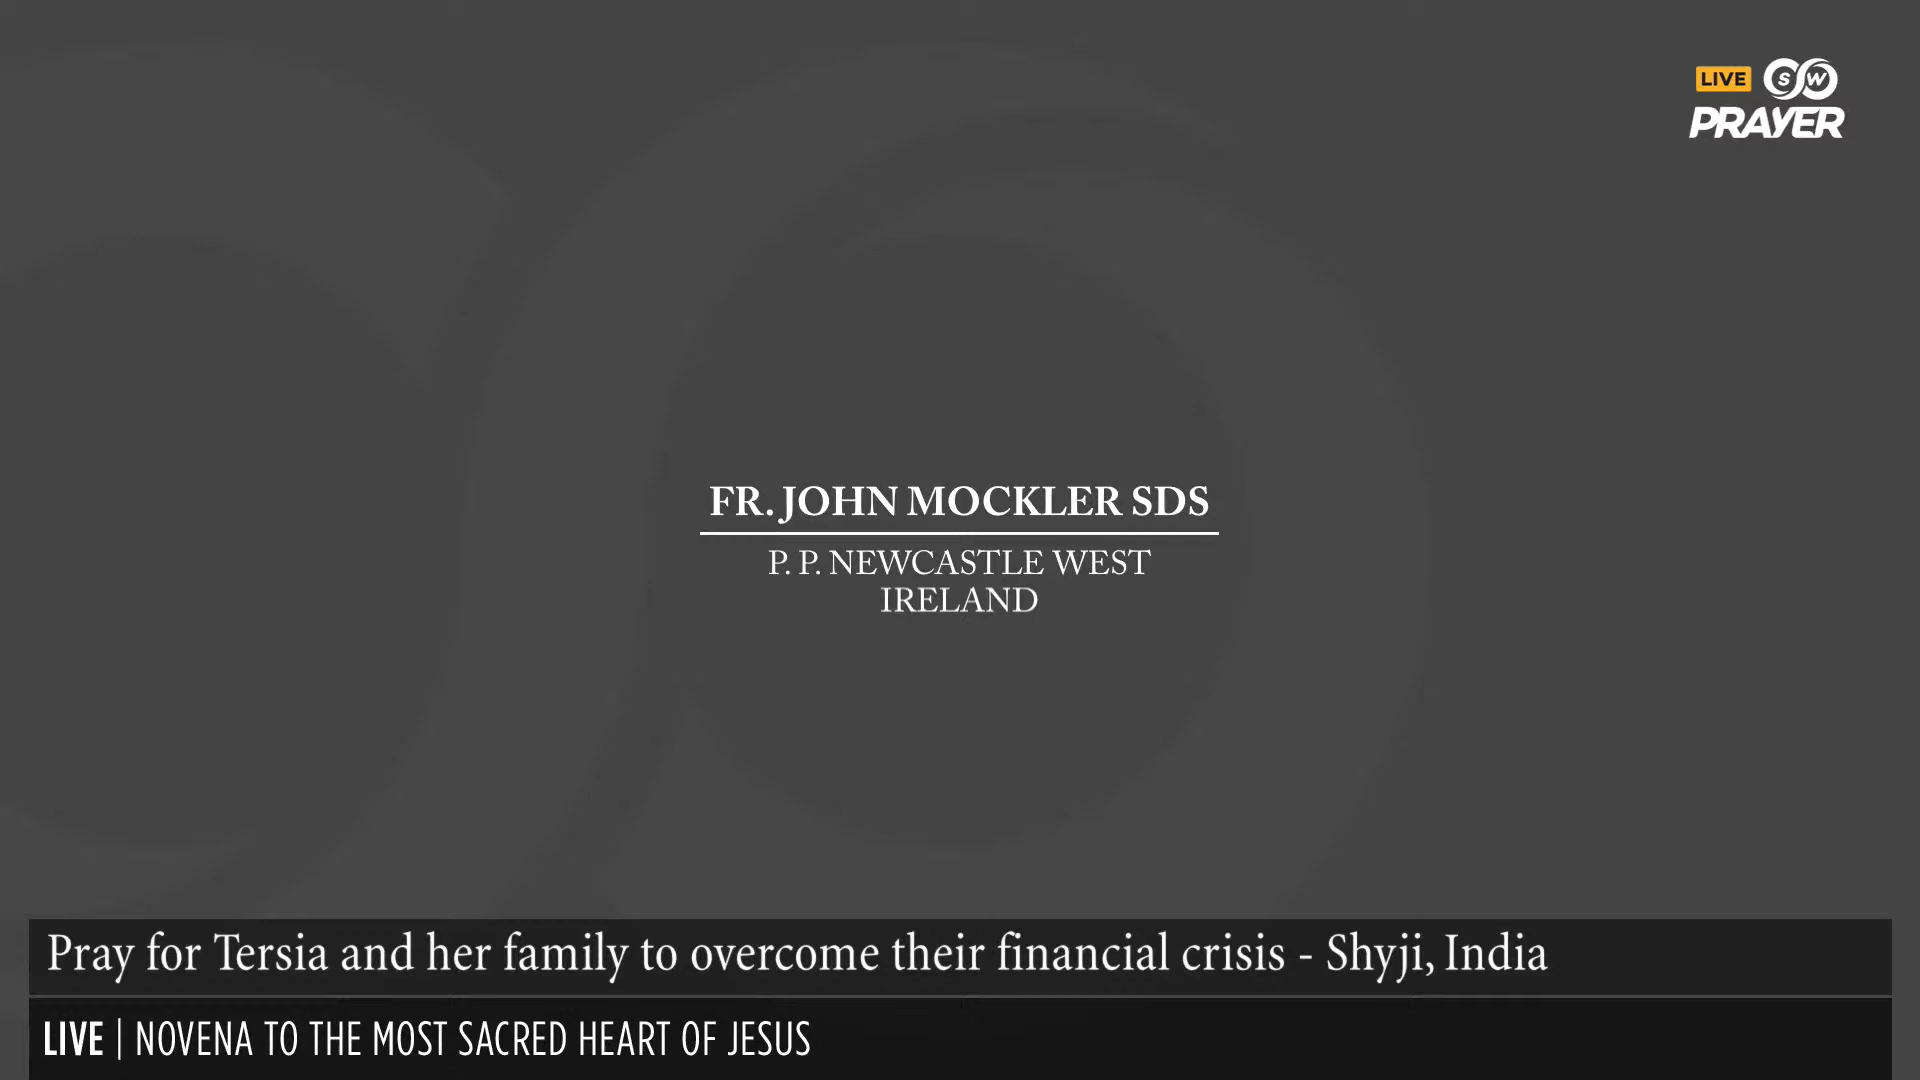 LIVE SW
PRAYER
FR. JOHN MOCKLER SDS
P. P. NEWCASTLE WEST
IRELAND
Pray for Tersia and her family to overcome their financial crisis - Shyji, India
LIVE | NOVENA TO THE MOST SACRED HEART OF JESUS